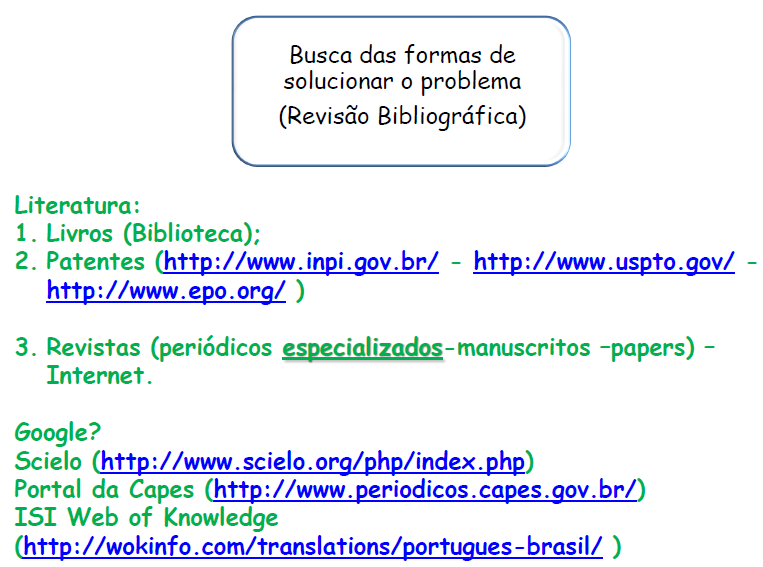 Busca das formas de
solucionar o problema
(Revisão Bibliográfica)
Literatura:
1. Livros (Biblioteca);
2. Patentes (http://www.inpi.gov.br/ - http://www.uspto.gov/ -
http://www.epo.org/ )
3. Revistas (periódicos especializados-manuscritos –papers) –
Internet.
Google?
Scielo (http://www.scielo.org/php/index.php)
Portal da Capes (http://www.periodicos.capes.gov.br/)
ISI Web of Knowledge
(http://wokinfo.com/translations/portugues-brasil/ )